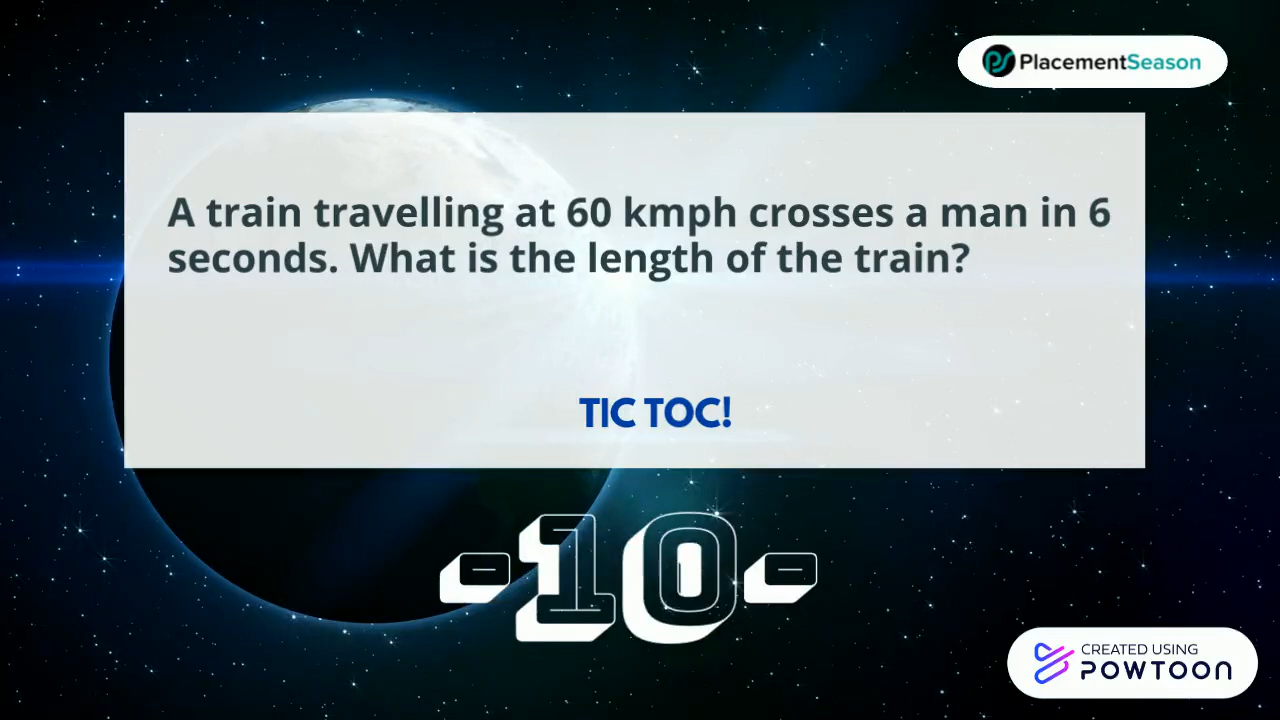 PlacementSeason
A train travelling at 60 kmph crosses a man in 6
seconds. What is the length of the train?
TIC TOC!
-10-
CREATED USING
POWTOON